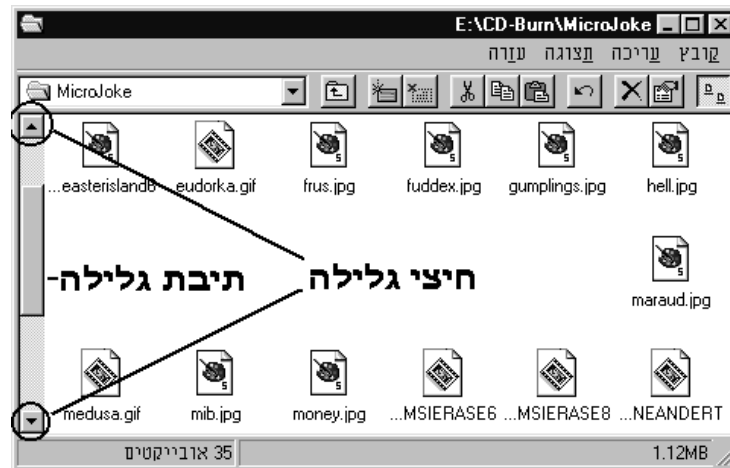 E:\CD-Burn\MicroJoke
קובץ עריכה תצוגה עזרה
MicroJoke
...easterisland8 eudorka.gif frus.jpg fuddex.jpg gumplings.jpg hell.jpg
חיצי גלילה תיבת גלילה-
maraud.jpg
medusa.gif mib.jpg money.jpg ...MSIERASE6 ...MSIERASE8 ...NEANDERT
35 אובייקטים 1.12MB